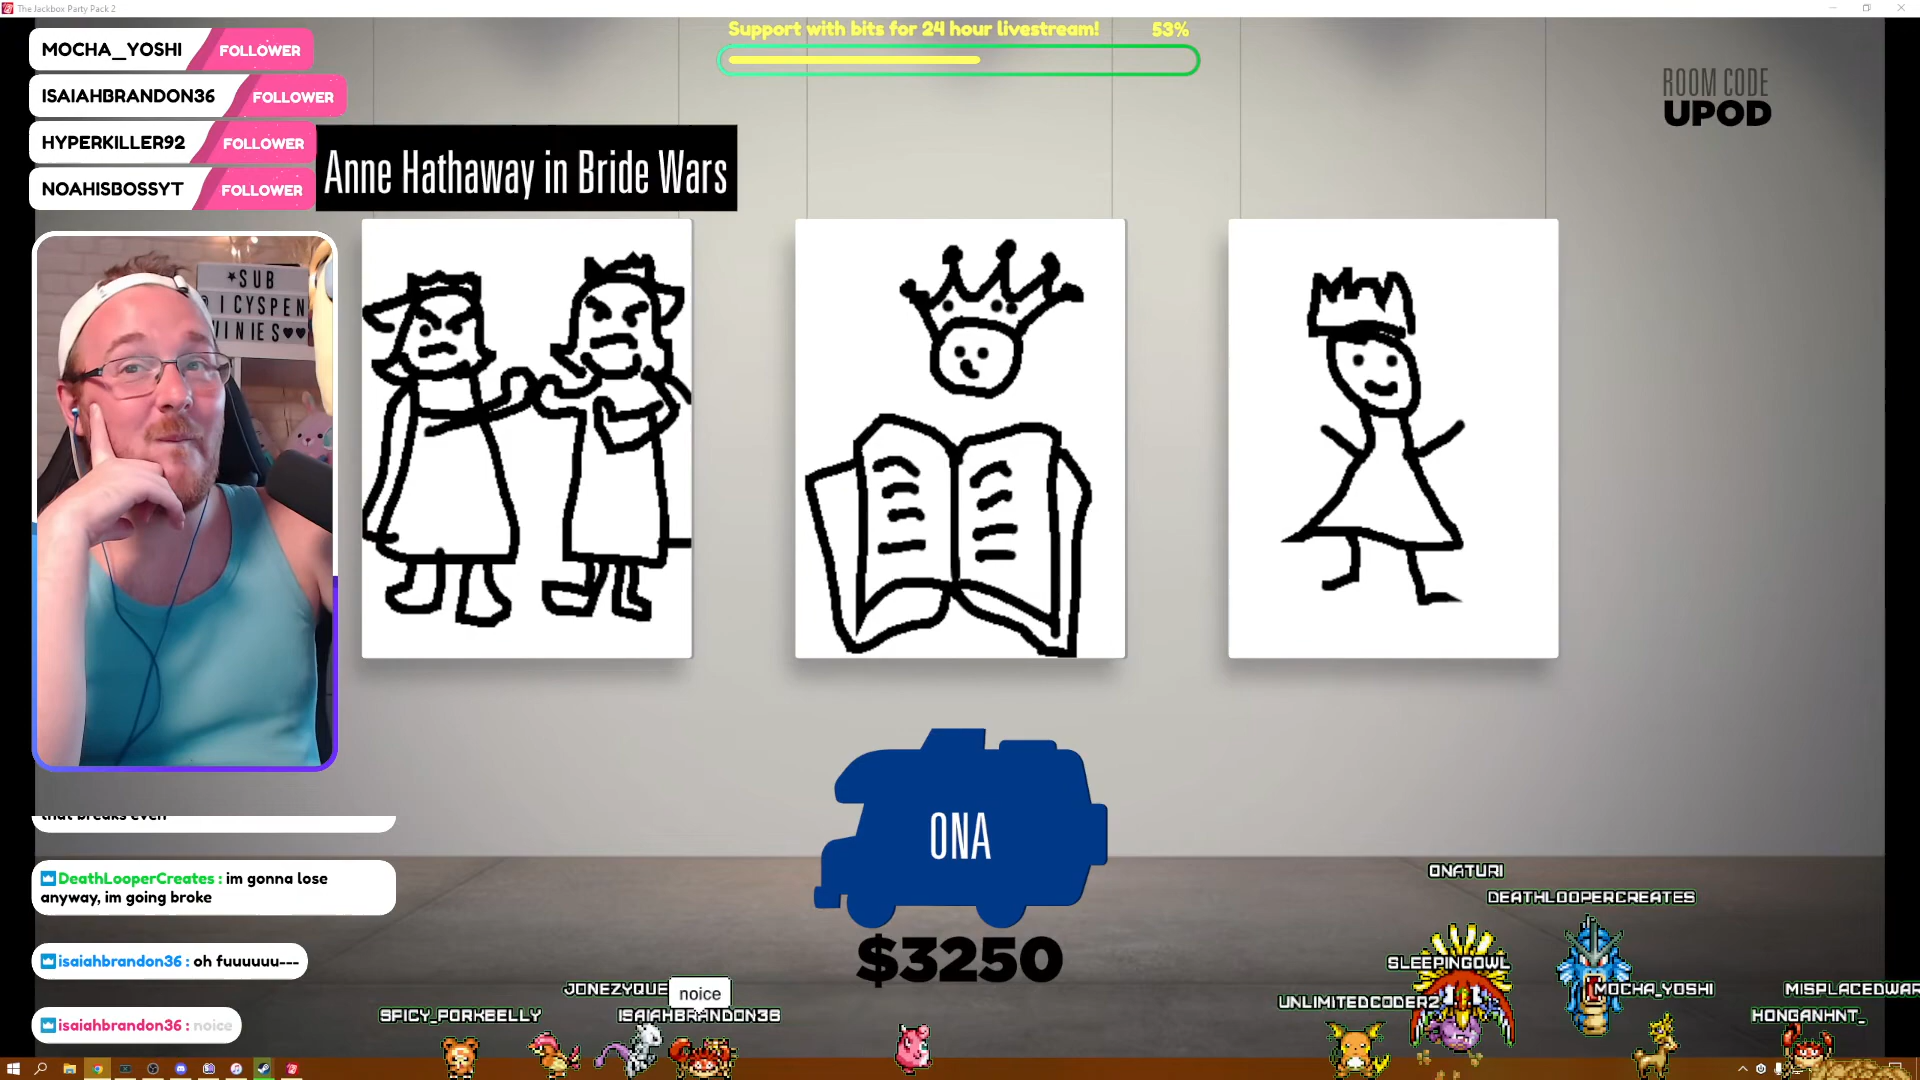 The Jackbox Party Pack 2
Support with bits for 24 hour livestream! 53%
MOCHA_YOSHI FOLLOWER
ISAIAHBRANDON36 FOLLOWER
HYPERKILLER92 FOLLOWER
NOAHISBOSSYT FOLLOWER
ROOM CODE
UPOD
Anne Hathaway in Bride Wars
*SUB
ICYSPEN
INIES♥♥
ONA
$3250
that breaks even
DeathLooperCreates : im gonna lose
anyway, im going broke
isaiahbrandon36 : oh fuuuuuu---
isaiahbrandon36 : noice
SPICY_PORKBELLY
JONEZYQUE
noice
ISAIAHBRANDON36
ONATURI
DEATHLOOPERCREATES
SLEEPINGOWL
UNLIMITEDCODER2
MOCHA_YOSHI
MISPLACEDWAR
HONGANHNT_